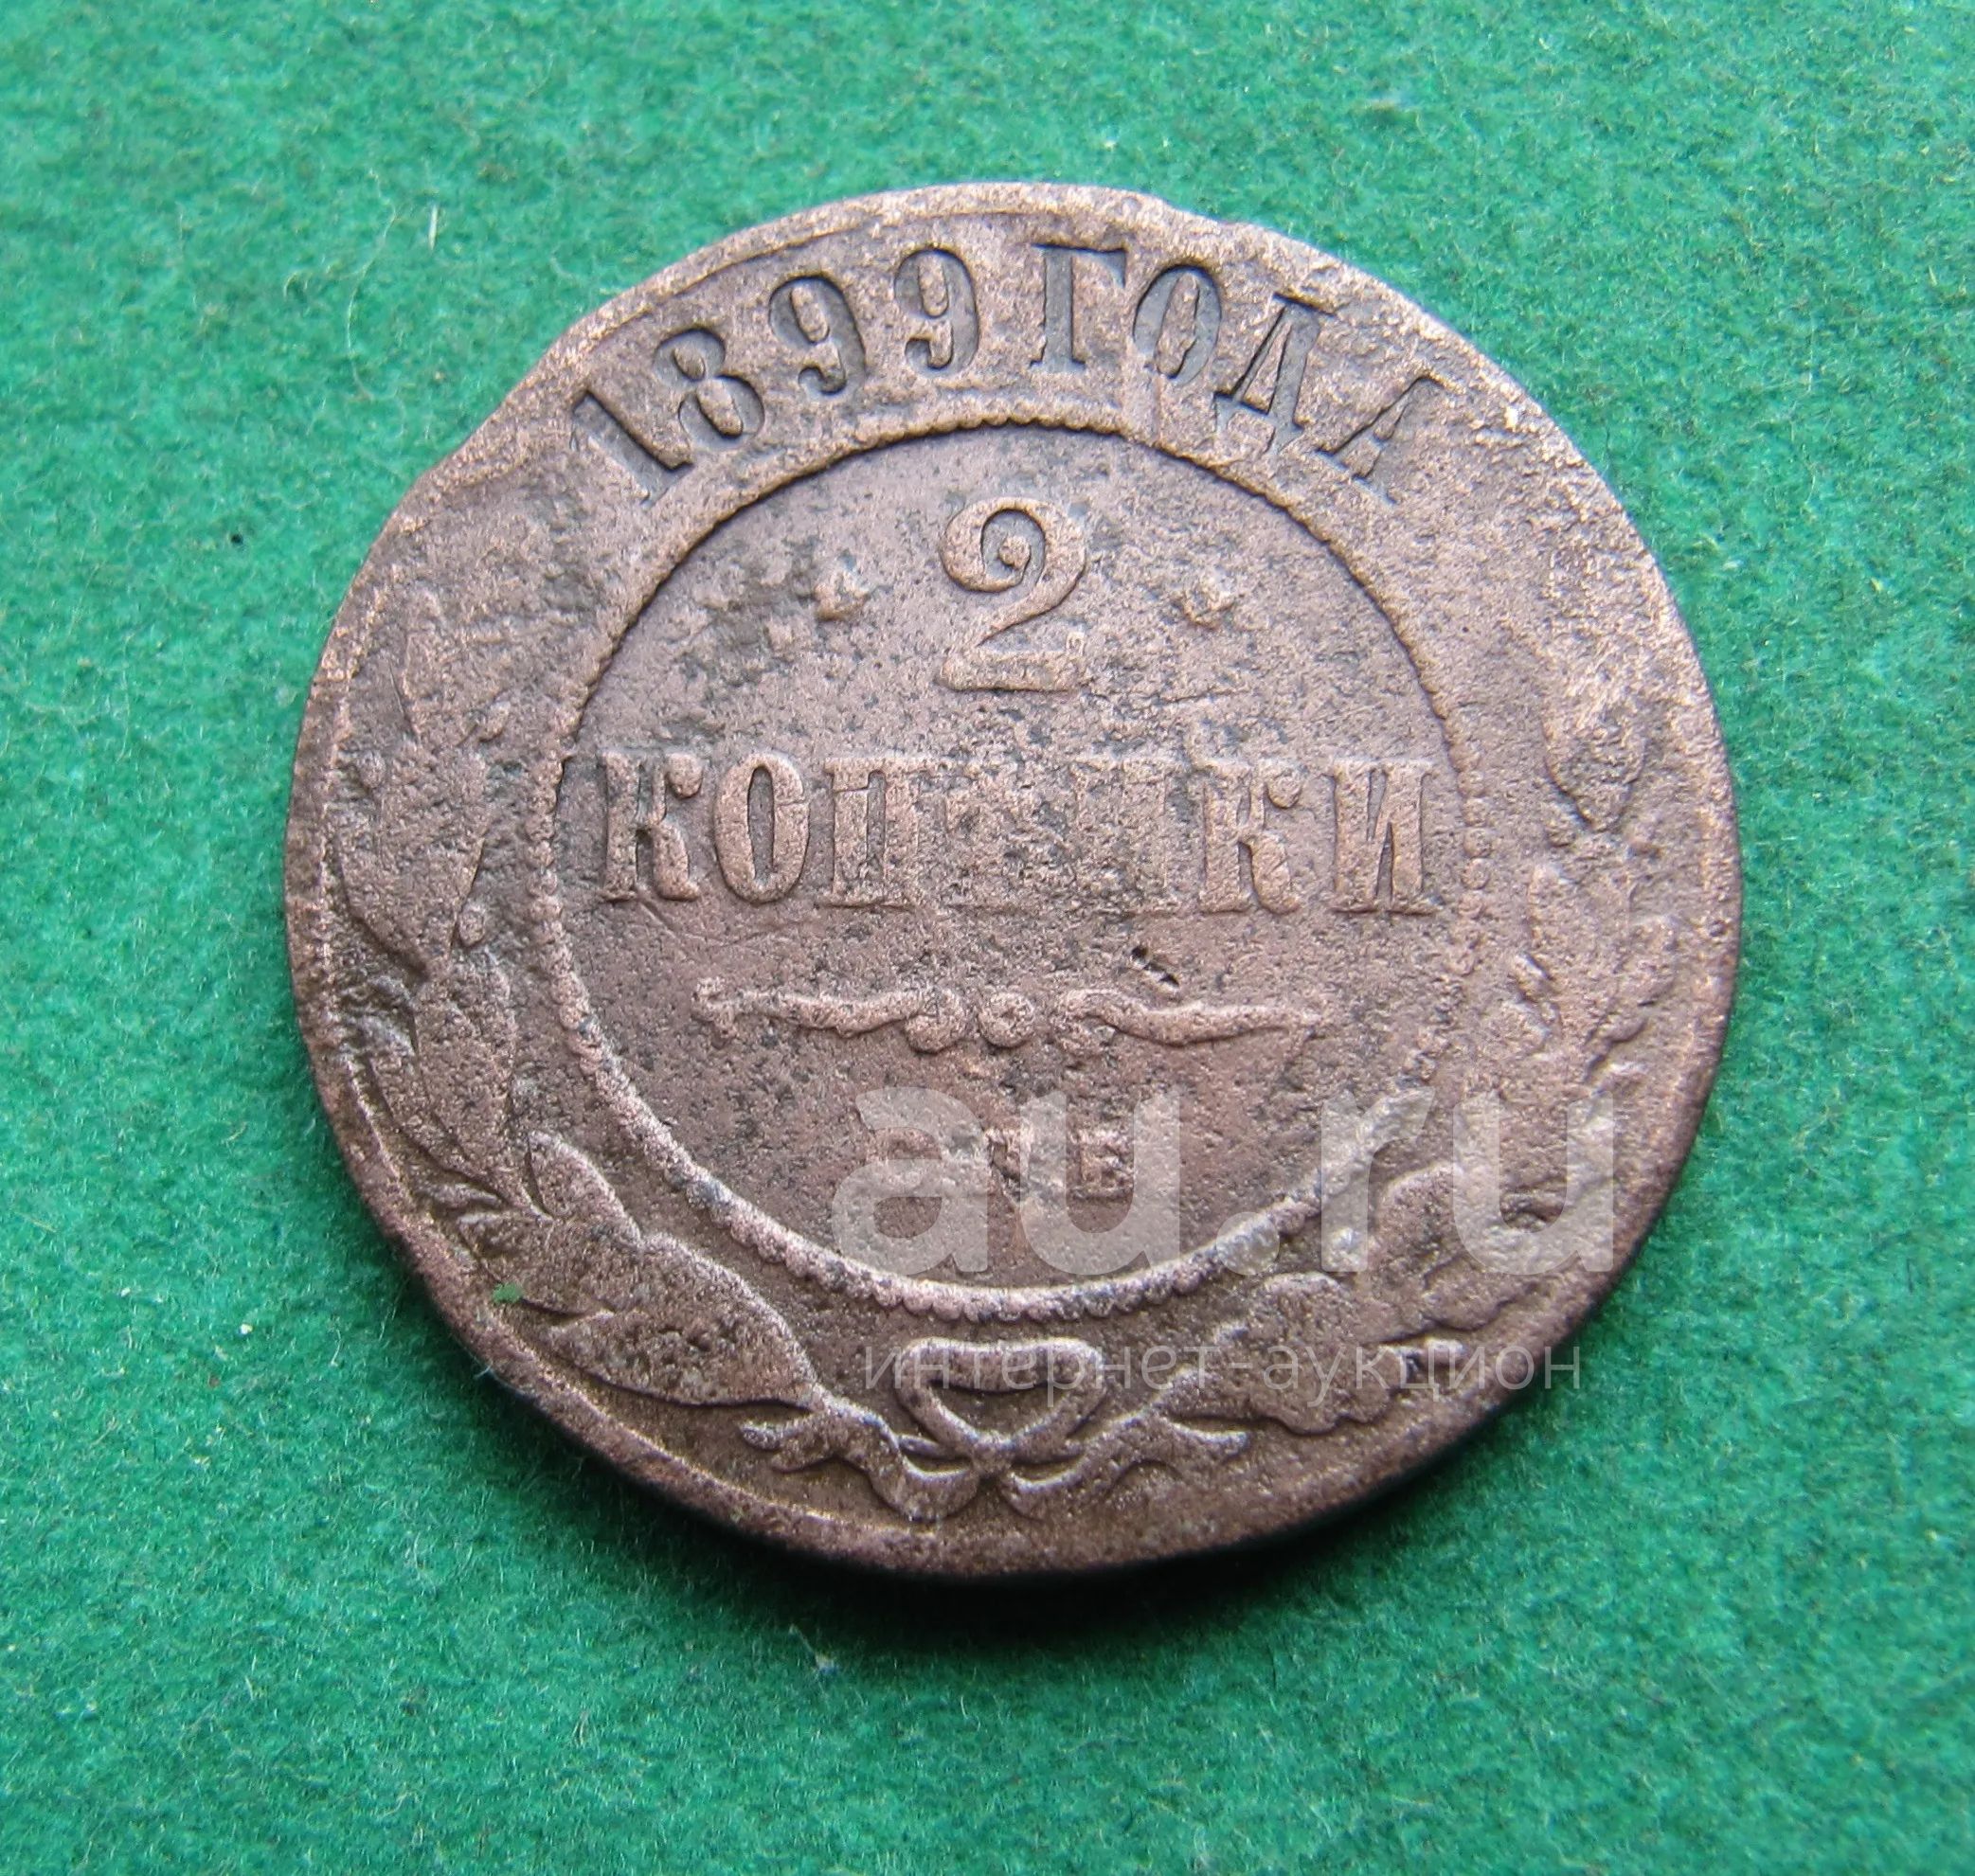 1899 ГОДА
2
КОПѢЙКИ
С.П.Б.
au.ru
интернет-аукцион